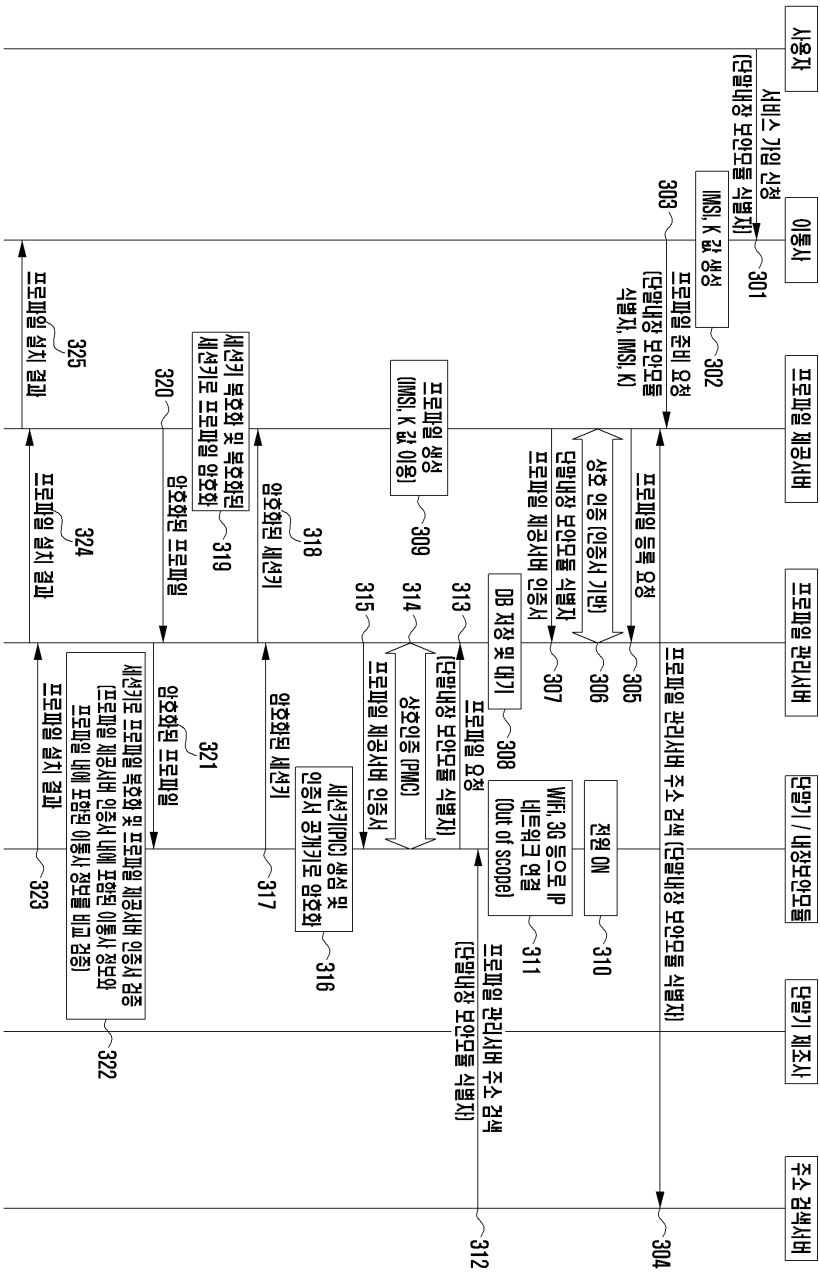 사용자
이통사
프로파일 제공서버
프로파일 관리서버
단말기 / 내장보안모듈
단말기 제조사
주소 검색서버
서비스 가입 신청
(단말내장 보안모듈 식별자)
301
IMSI, K 값 생성
302
303
프로파일 준비 요청
(단말내장 보안모듈
식별자, IMSI, K)
프로파일 관리서버 주소 검색 (단말내장 보안모듈 식별자)
304
프로파일 등록 요청
305
상호 인증 (인증서 기반)
306
단말내장 보안모듈 식별자
프로파일 제공서버 인증서
307
DB 저장 및 대기
308
프로파일 생성
(IMSI, K 값 이용)
309
전원 ON
310
WiFi, 3G 등으로 IP
네트워크 연결
(Out of scope)
311
프로파일 관리서버 주소 검색
(단말내장 보안모듈 식별자)
312
313
프로파일 요청
(단말내장 보안모듈 식별자)
314
상호인증 (PMC)
315
프로파일 제공서버 인증서
세션키(PIC) 생성 및
인증서 공개키로 암호화
316
암호화된 세션키
317
318
암호화된 세션키
세션키 복호화 및 복호화된
세션키로 프로파일 암호화
319
320
암호화된 프로파일
321
암호화된 프로파일
세션키로 프로파일 복호화 및 프로파일 제공서버 인증서 검증
(프로파일 제공서버 인증서 내에 포함된 이통사 정보와
프로파일 내에 포함된 이통사 정보를 비교 검증)
322
프로파일 설치 결과
323
324
프로파일 설치 결과
325
프로파일 설치 결과